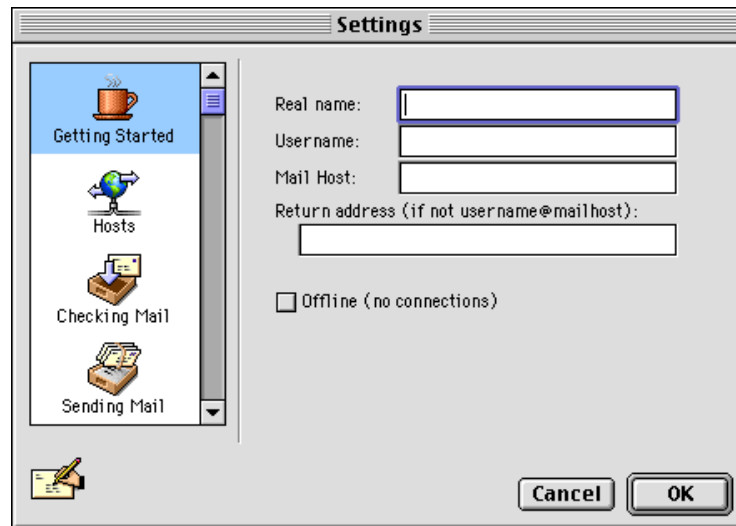 Settings
Getting Started
Hosts
Checking Mail
Sending Mail
Real name:
Username:
Mail Host:
Return address (if not username@mailhost):
Offline (no connections)
Cancel
OK